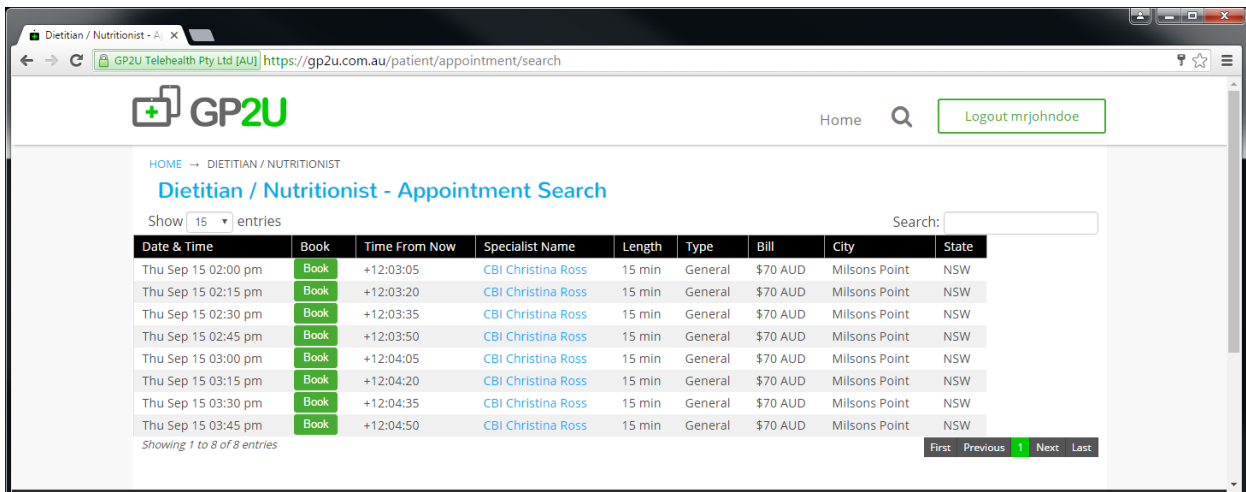 Dietitian / Nutritionist - A
GP2U Telehealth Pty Ltd [AU] https://gp2u.com.au/patient/appointment/search
GP2U
Home
Logout mrjohndoe
HOME → DIETITIAN / NUTRITIONIST
Dietitian / Nutritionist - Appointment Search
Show 15 entries
Search:
Date & Time Book Time From Now Specialist Name Length Type Bill City State
Thu Sep 15 02:00 pm Book +12:03:05 CBI Christina Ross 15 min General $70 AUD Milsons Point NSW
Thu Sep 15 02:15 pm Book +12:03:20 CBI Christina Ross 15 min General $70 AUD Milsons Point NSW
Thu Sep 15 02:30 pm Book +12:03:35 CBI Christina Ross 15 min General $70 AUD Milsons Point NSW
Thu Sep 15 02:45 pm Book +12:03:50 CBI Christina Ross 15 min General $70 AUD Milsons Point NSW
Thu Sep 15 03:00 pm Book +12:04:05 CBI Christina Ross 15 min General $70 AUD Milsons Point NSW
Thu Sep 15 03:15 pm Book +12:04:20 CBI Christina Ross 15 min General $70 AUD Milsons Point NSW
Thu Sep 15 03:30 pm Book +12:04:35 CBI Christina Ross 15 min General $70 AUD Milsons Point NSW
Thu Sep 15 03:45 pm Book +12:04:50 CBI Christina Ross 15 min General $70 AUD Milsons Point NSW
Showing 1 to 8 of 8 entries
First Previous 1 Next Last